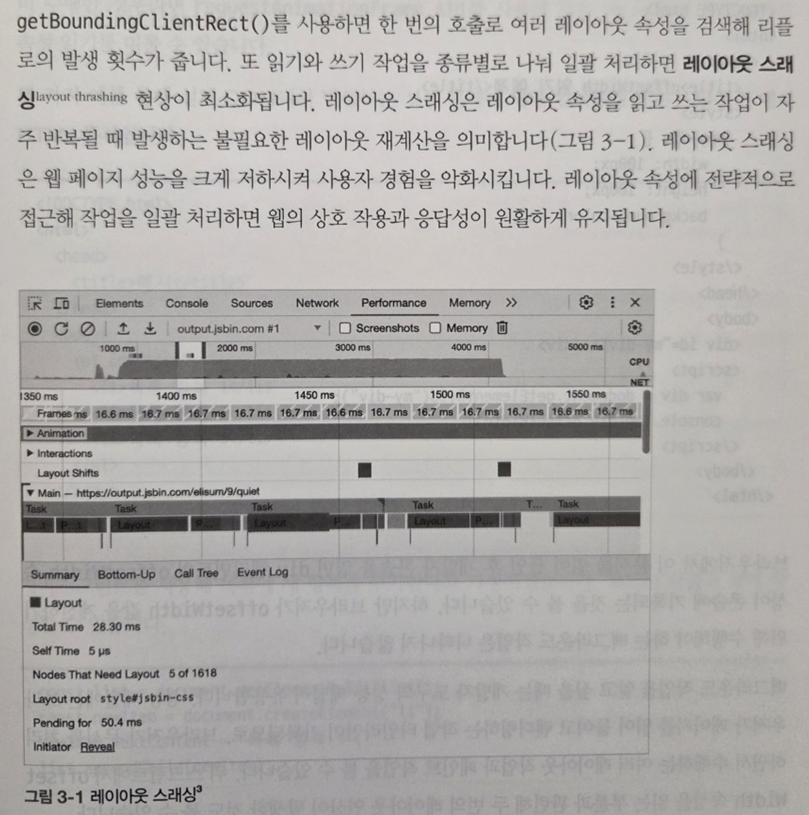 getBoundingClientRect()를 사용하면 한 번의 호출로 여러 레이아웃 속성을 검색해 리플
로의 발생 횟수가 줍니다. 또 읽기와 쓰기 작업을 종류별로 나눠 일괄 처리하면 레이아웃 스래
싱layout thrashing 현상이 최소화됩니다. 레이아웃 스래싱은 레이아웃 속성을 읽고 쓰는 작업이 자
주 반복될 때 발생하는 불필요한 레이아웃 재계산을 의미합니다(그림 3-1). 레이아웃 스래싱
은 웹 페이지 성능을 크게 저하시켜 사용자 경험을 악화시킵니다. 레이아웃 속성에 전략적으로
접근해 작업을 일괄 처리하면 웹의 상호 작용과 응답성이 원활하게 유지됩니다.
Elements Console Sources Network Performance Memory >>
output.jsbin.com #1 Screenshots Memory
1000 ms 2000 ms 3000 ms 4000 ms 5000 ms
CPU
NET
1350 ms 1400 ms 1450 ms 1500 ms 1550 ms
Frames ms 16.6 ms 16.7 ms 16.7 ms 16.7 ms 16.7 ms 16.6 ms 16.7 ms 16.7 ms 16.7 ms 16.7 ms 16.6 ms 16.7 ms
Animation
Interactions
Layout Shifts
Main — https://output.jsbin.com/elisum/9/quiet
Task Task Task Task T... Task
L...t P... Layout P... Layout P... Layout P... Layout
Summary Bottom-Up Call Tree Event Log
Layout
Total Time 28.30 ms
Self Time 5 μs
Nodes That Need Layout 5 of 1618
Layout root style#jsbin-css
Pending for 50.4 ms
Initiator Reveal
그림 3-1 레이아웃 스래싱3